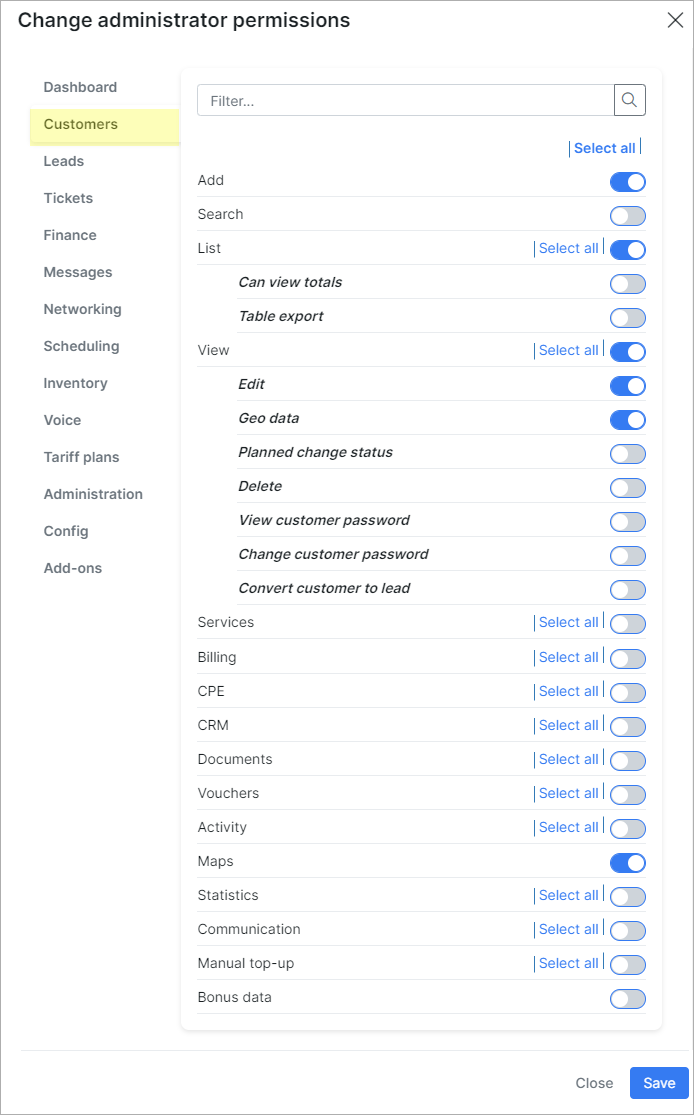 Change administrator permissions
Dashboard
Customers
Leads
Tickets
Finance
Messages
Networking
Scheduling
Inventory
Voice
Tariff plans
Administration
Config
Add-ons
Filter...
Select all
Add
Search
List Select all
Can view totals
Table export
View Select all
Edit
Geo data
Planned change status
Delete
View customer password
Change customer password
Convert customer to lead
Services Select all
Billing Select all
CPE Select all
CRM Select all
Documents Select all
Vouchers Select all
Activity Select all
Maps
Statistics Select all
Communication Select all
Manual top-up Select all
Bonus data
Close Save